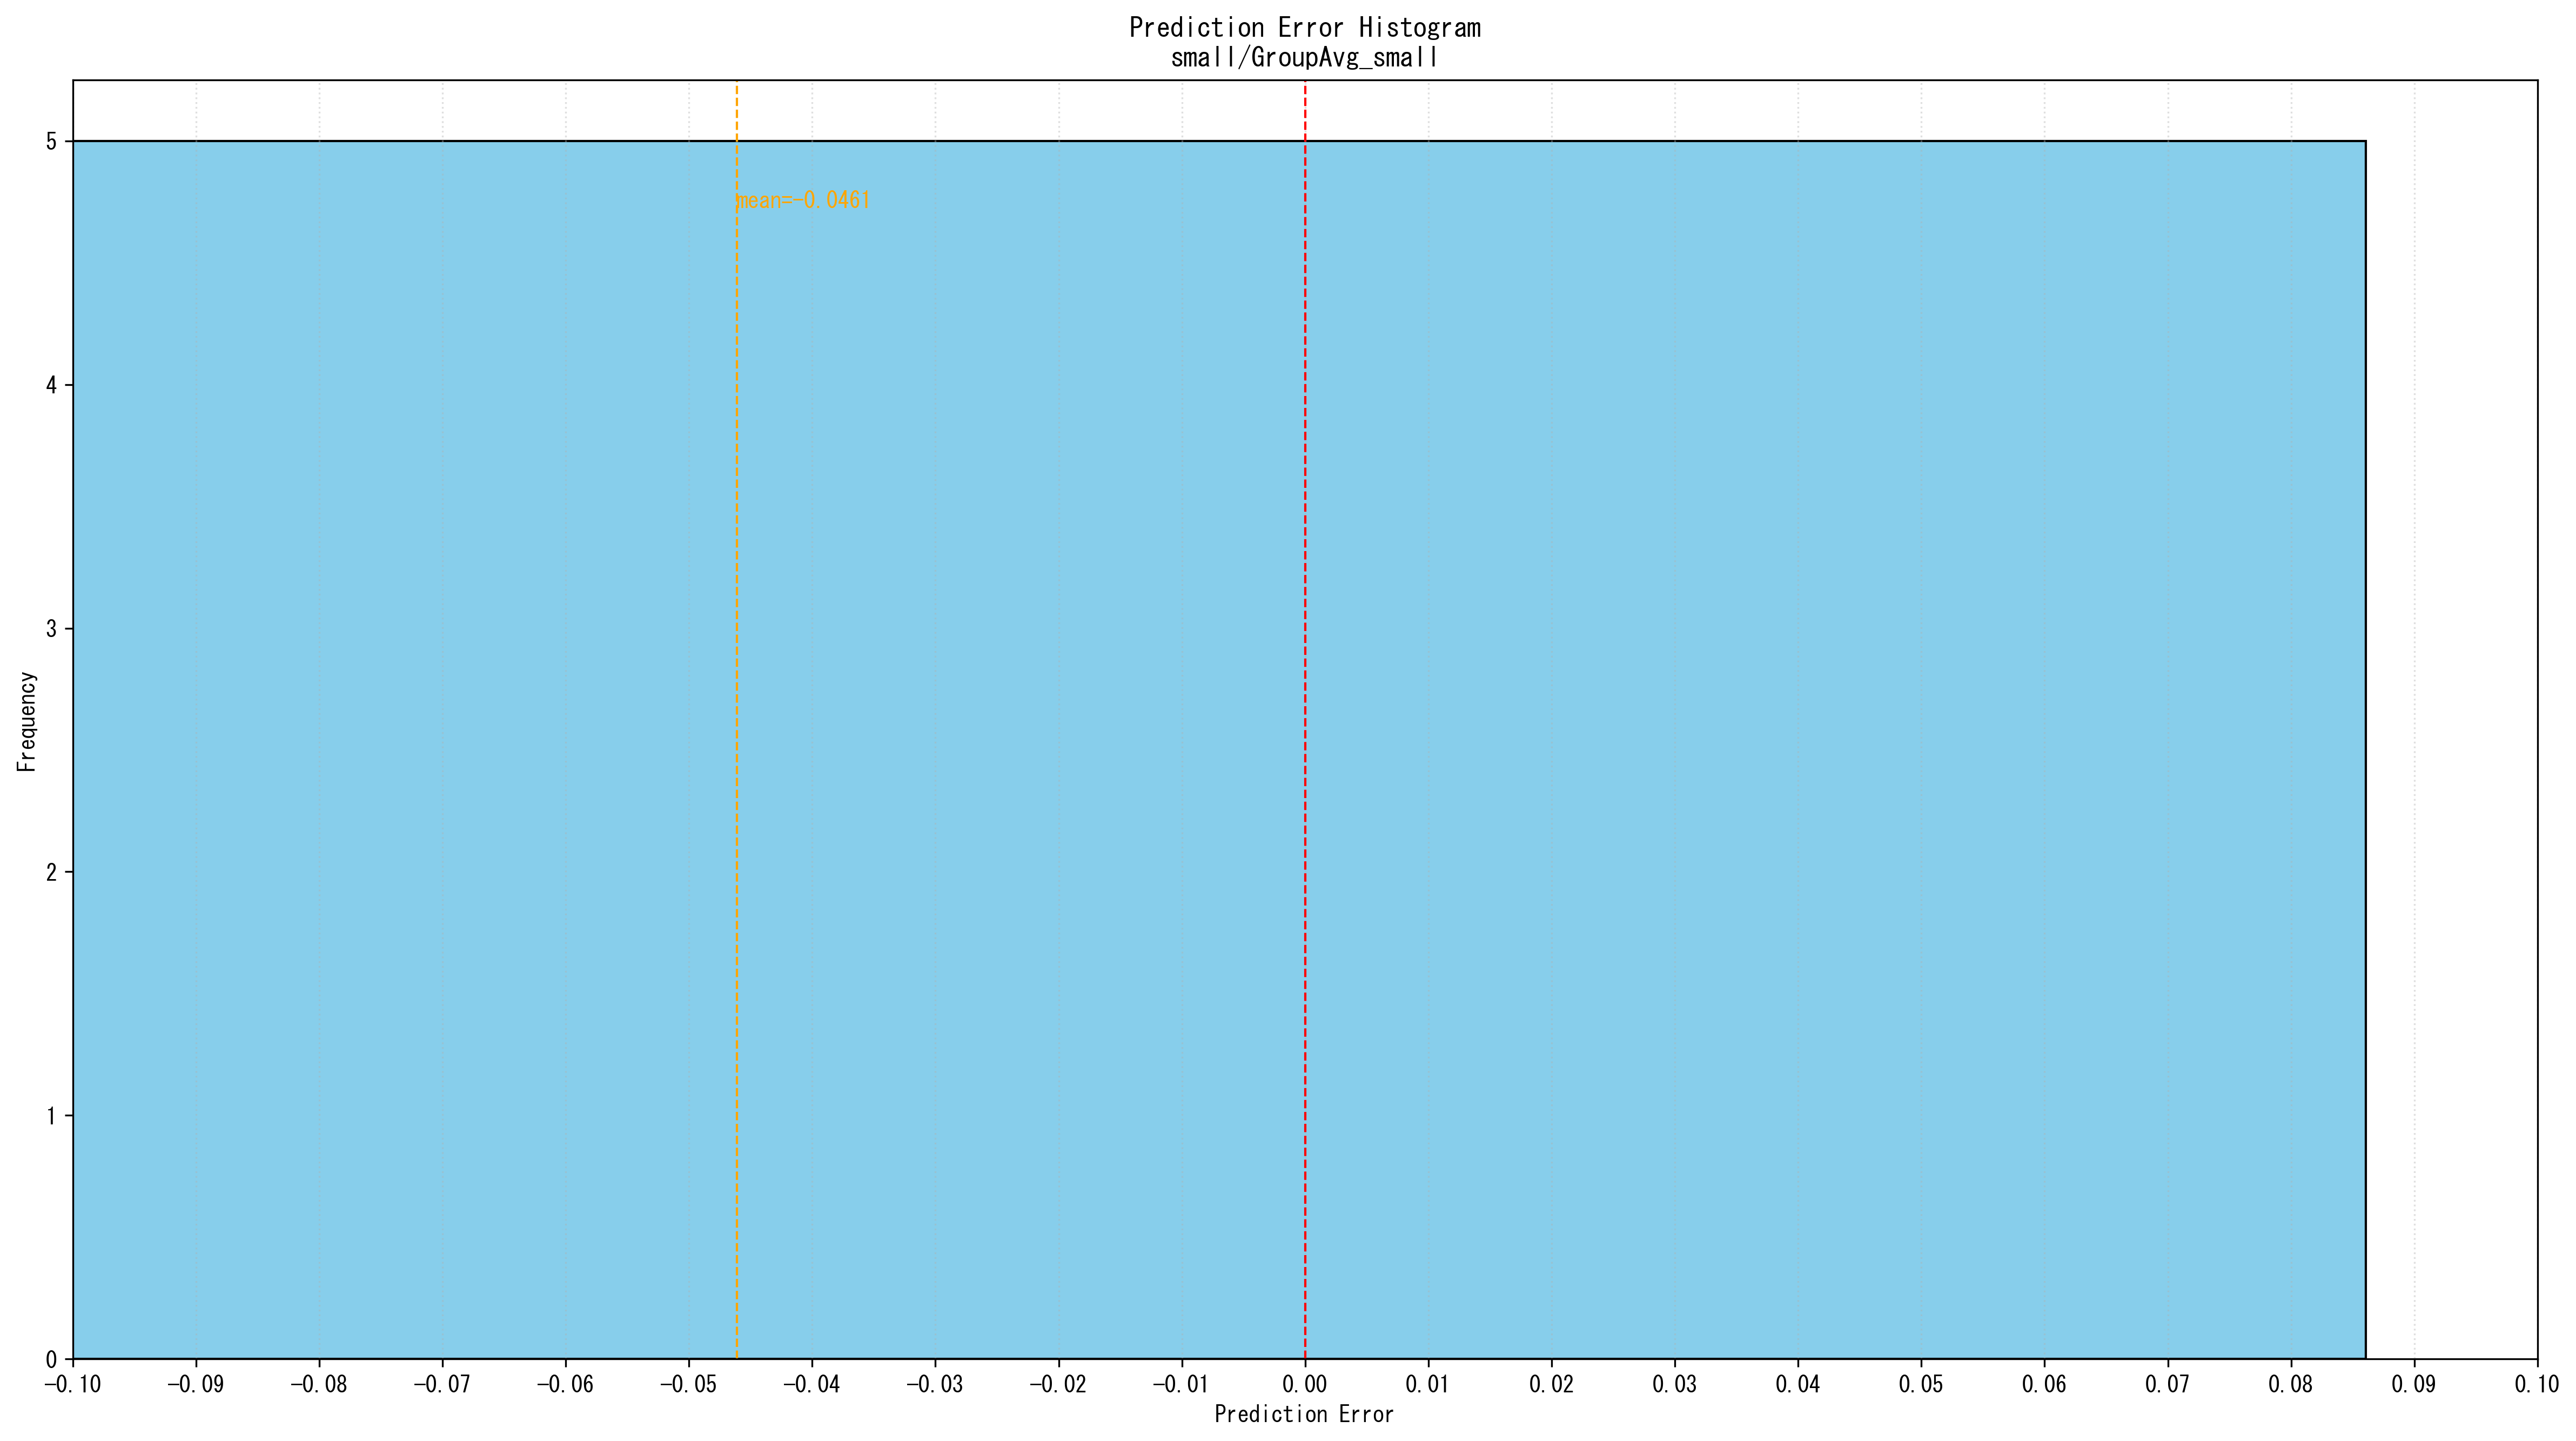 Prediction Error Histogram
small/GroupAvg_small
mean=-0.0461
Frequency
5
4
3
2
1
0
-0.10 -0.09 -0.08 -0.07 -0.06 -0.05 -0.04 -0.03 -0.02 -0.01 0.00 0.01 0.02 0.03 0.04 0.05 0.06 0.07 0.08 0.09 0.10
Prediction Error